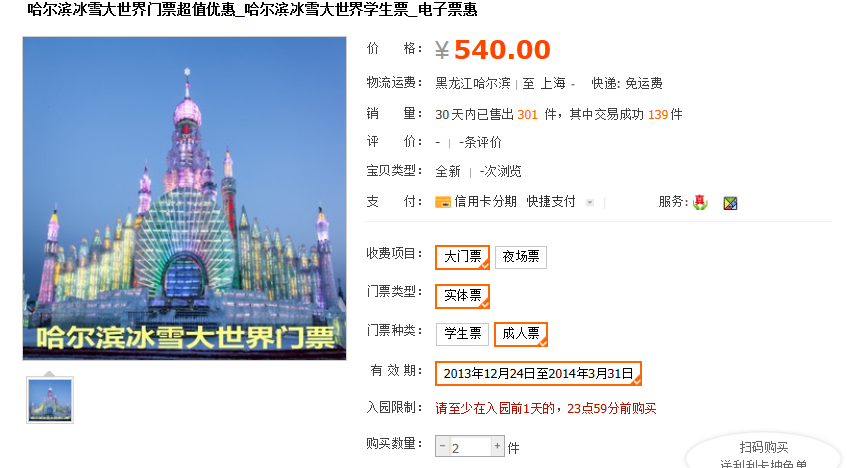 哈尔滨冰雪大世界门票超值优惠_哈尔滨冰雪大世界学生票_电子票惠
哈尔滨冰雪大世界门票
价 格: ¥540.00
物流运费: 黑龙江哈尔滨 | 至 上海 - 快递: 免运费
销 量: 30天内已售出 301 件，其中交易成功 139 件
评 价: - | -条评价
宝贝类型: 全新 | -次浏览
支 付: 信用卡分期 快捷支付 | 服务:
收费项目: 大门票 夜场票
门票类型: 实体票
门票种类: 学生票 成人票
有 效 期: 2013年12月24日至2014年3月31日
入园限制: 请至少在入园前1天的，23点59分前购买
购买数量: - 2 + 件
扫码购买